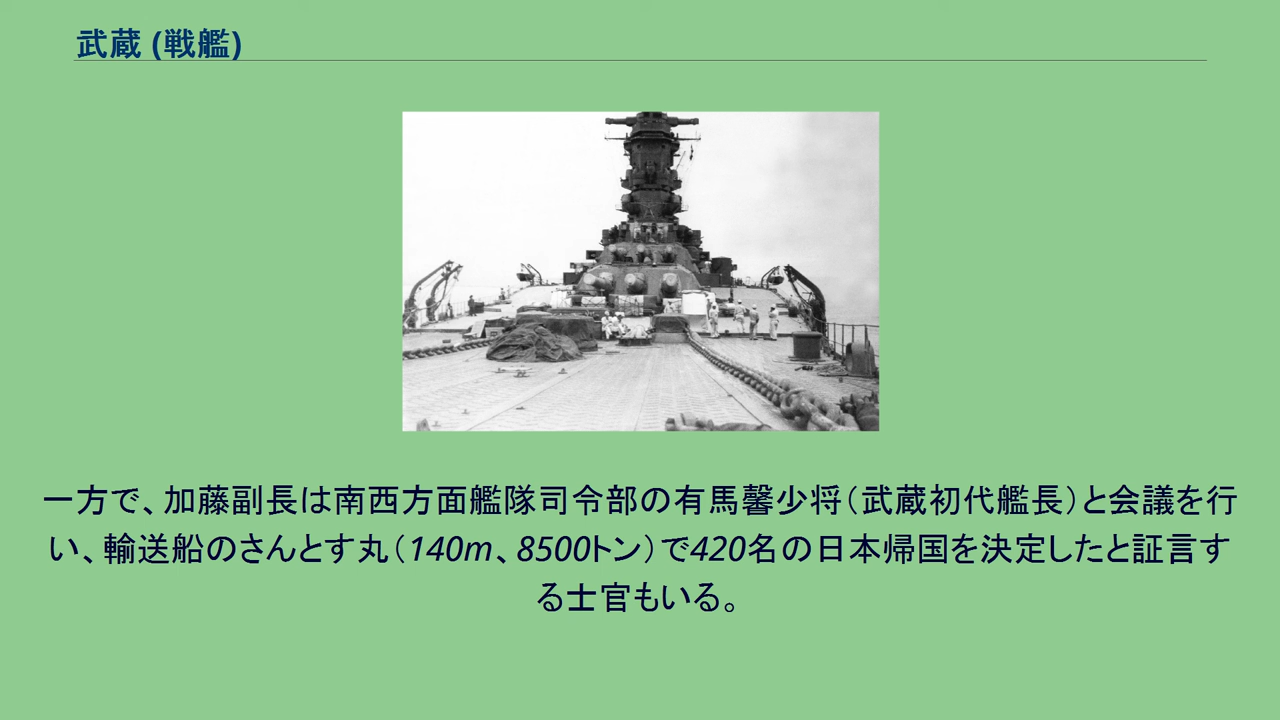 武蔵 (戦艦)
一方で、加藤副長は南西方面艦隊司令部の有馬馨少将（武蔵初代艦長）と会議を行
い、輸送船のさんとす丸（140m、8500トン）で420名の日本帰国を決定したと証言す
る士官もいる。